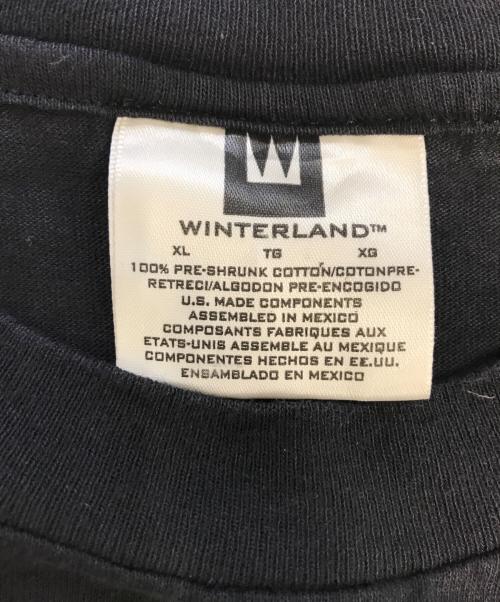 WINTERLAND™
XL TG XG
100% PRE-SHRUNK COTTON/COTONPRE-
RETRECI/ALGODON PRE-ENCOGIDO
U.S. MADE COMPONENTS
ASSEMBLED IN MEXICO
COMPOSANTS FABRIQUES AUX
ETATS-UNIS ASSEMBLE AU MEXIQUE
COMPONENTES HECHOS EN EE.UU.
ENSAMBLADO EN MEXICO